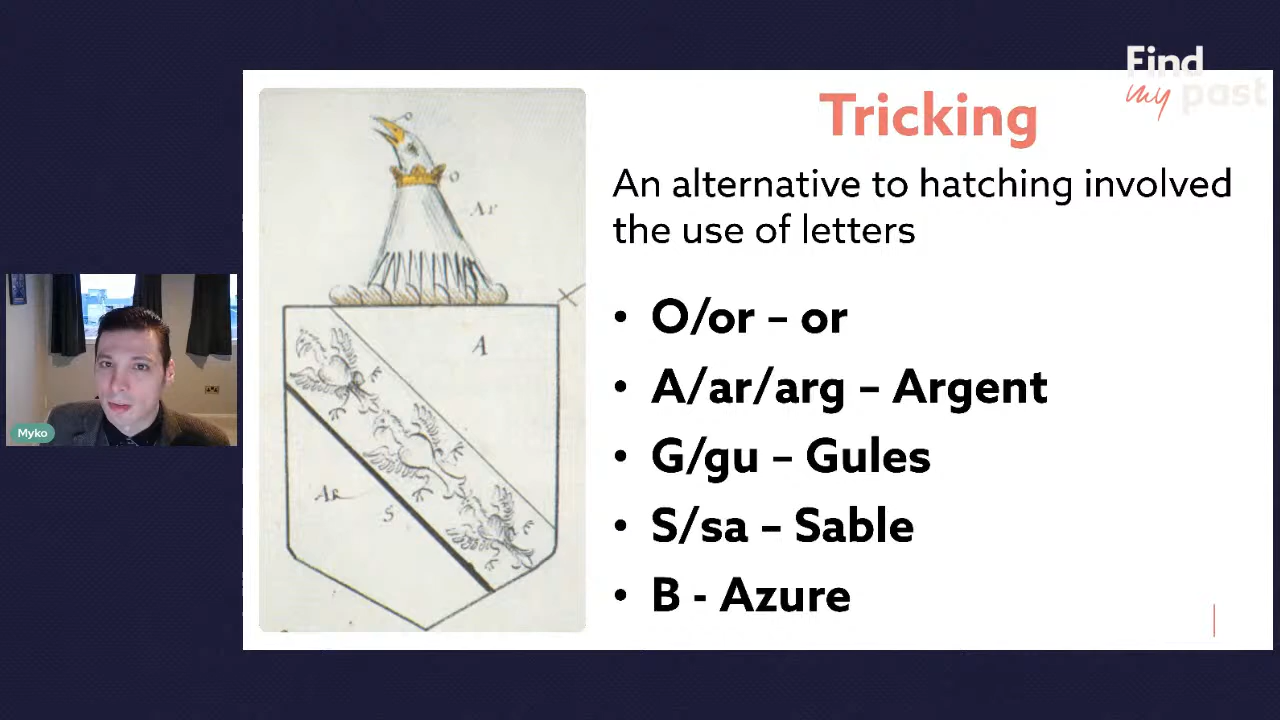 Find
my past
Tricking
An alternative to hatching involved
the use of letters
• O/or – or
• A/ar/arg – Argent
• G/gu – Gules
• S/sa – Sable
• B - Azure
o
O
Ar
A
Ar
S
Myko